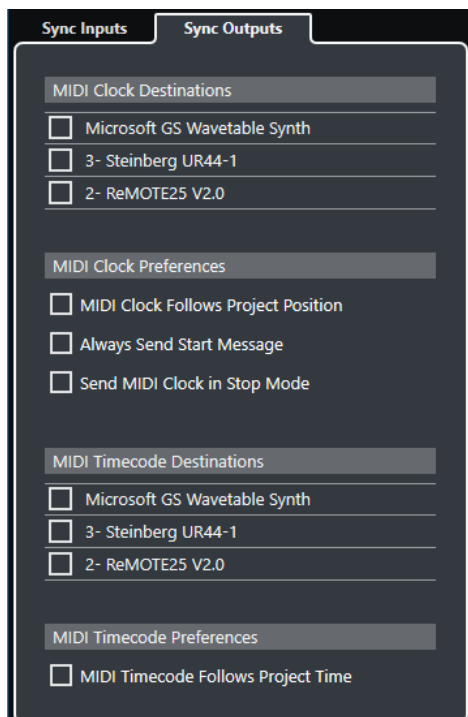 Sync Inputs
Sync Outputs
MIDI Clock Destinations
Microsoft GS Wavetable Synth
3- Steinberg UR44-1
2- ReMOTE25 V2.0
MIDI Clock Preferences
MIDI Clock Follows Project Position
Always Send Start Message
Send MIDI Clock in Stop Mode
MIDI Timecode Destinations
Microsoft GS Wavetable Synth
3- Steinberg UR44-1
2- ReMOTE25 V2.0
MIDI Timecode Preferences
MIDI Timecode Follows Project Time